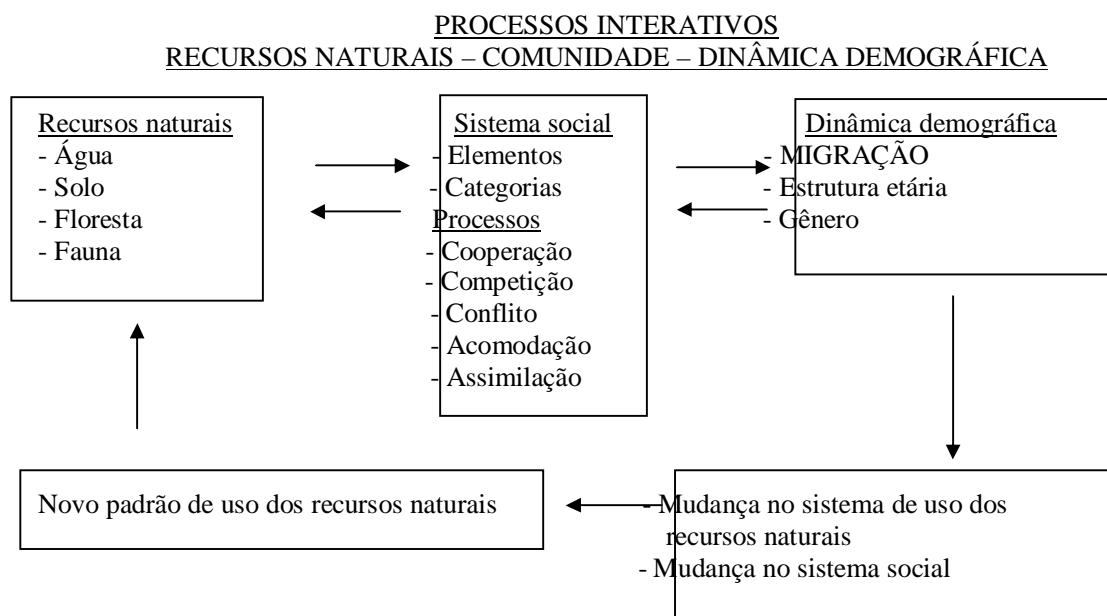 PROCESSOS INTERATIVOS
RECURSOS NATURAIS – COMUNIDADE – DINÂMICA DEMOGRÁFICA
Recursos naturais
- Água
- Solo
- Floresta
- Fauna
Sistema social
- Elementos
- Categorias
Processos
- Cooperação
- Competição
- Conflito
- Acomodação
- Assimilação
Dinâmica demográfica
- MIGRAÇÃO
- Estrutura etária
- Gênero
Novo padrão de uso dos recursos naturais
- Mudança no sistema de uso dos
recursos naturais
- Mudança no sistema social